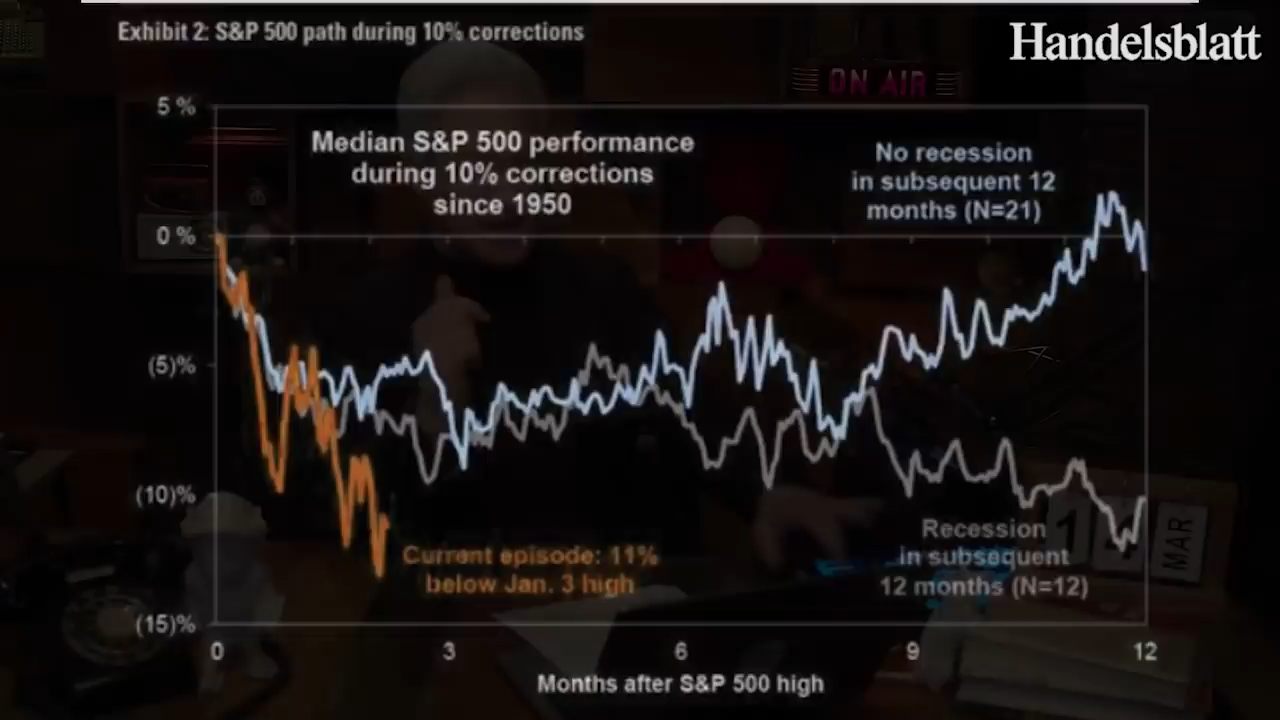 Exhibit 2: S&P 500 path during 10% corrections
Handelsblatt
ON AIR
5 %
0 %
(5)%
(10)%
(15)%
Median S&P 500 performance
during 10% corrections
since 1950
No recession
in subsequent 12
months (N=21)
Current episode: 11%
below Jan. 3 high
Recession
in subsequent
12 months (N=12)
MAR
0
3
6
9
12
Months after S&P 500 high